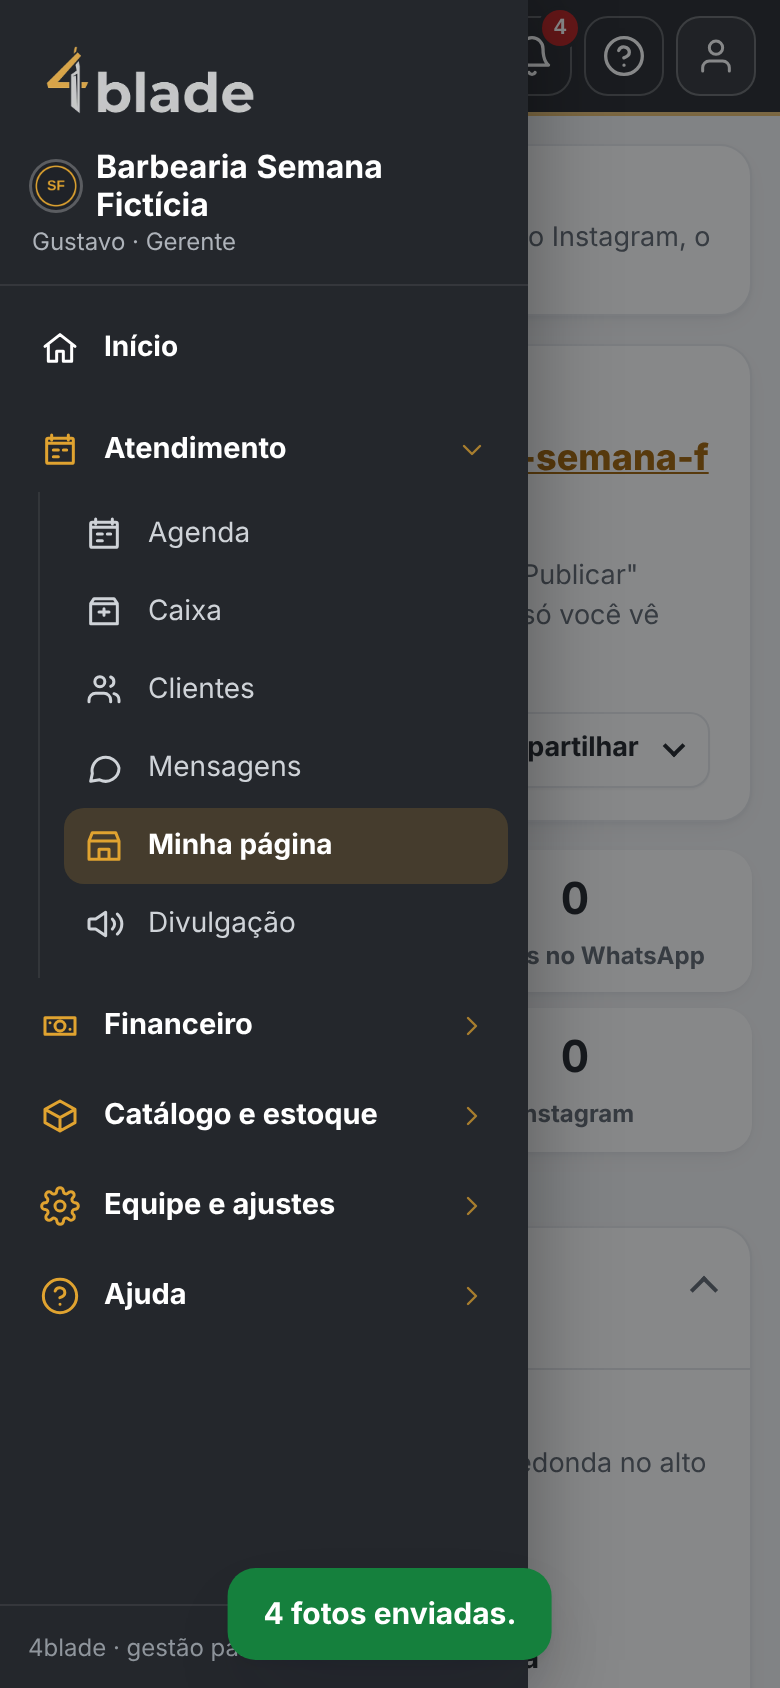 4blade
4
SF
Barbearia Semana
Fictícia
Gustavo · Gerente
o Instagram, o
Início
Atendimento
-semana-f
Agenda
Publicar"
Caixa
só você vê
Clientes
partilhar
Mensagens
Minha página
0
Divulgação
s no WhatsApp
Financeiro
0
Catálogo e estoque
nstagram
Equipe e ajustes
Ajuda
edonda no alto
4 fotos enviadas.
4blade · gestão pa